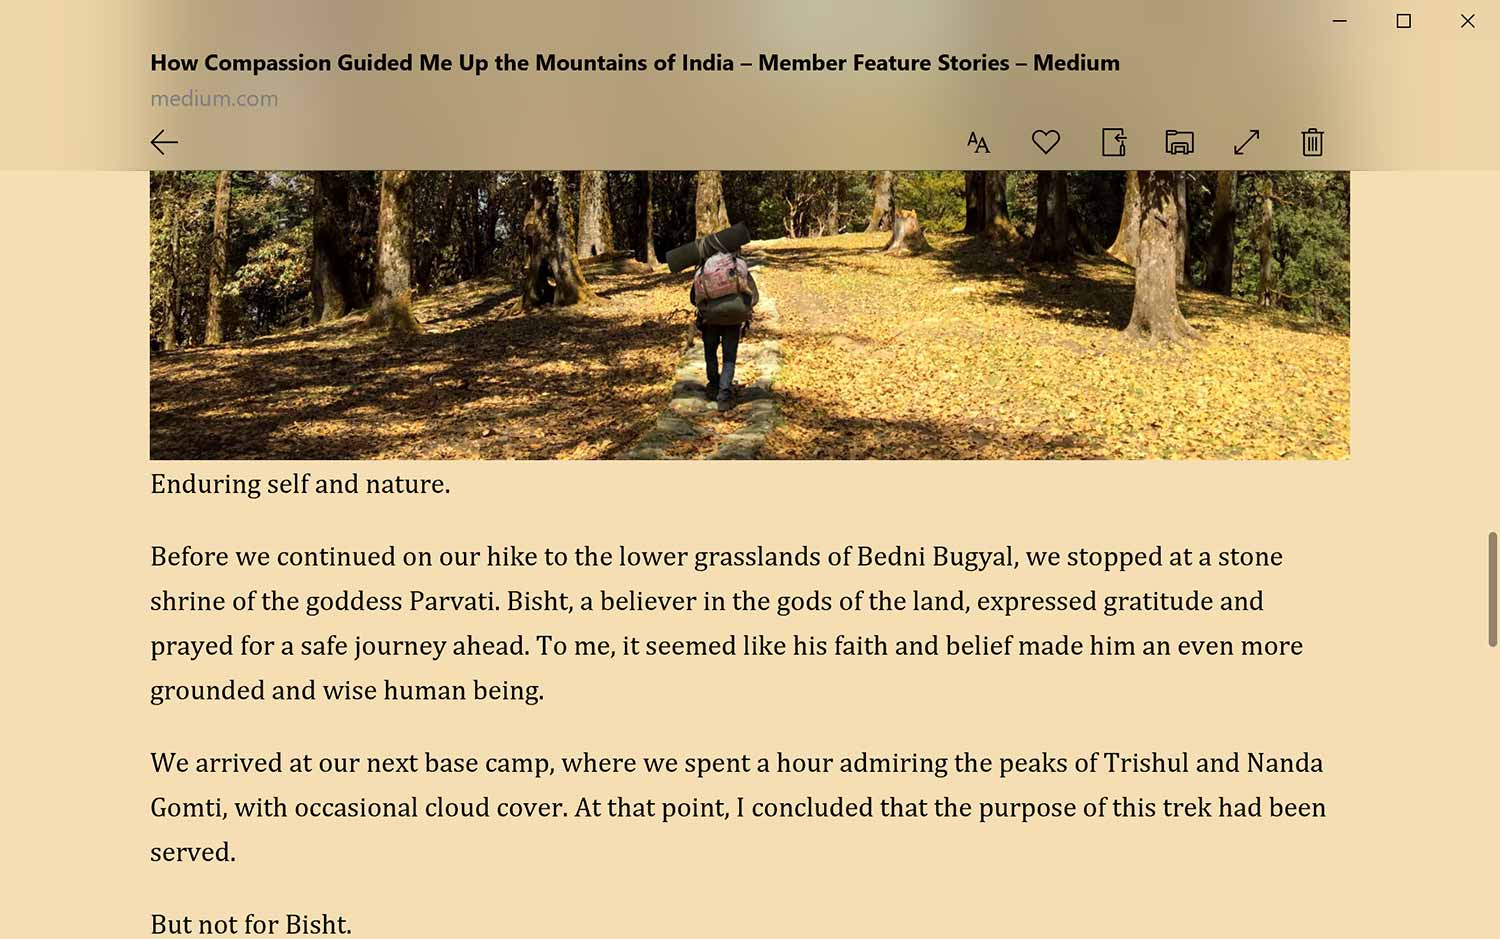 How Compassion Guided Me Up the Mountains of India – Member Feature Stories – Medium
medium.com
AA
Enduring self and nature.
Before we continued on our hike to the lower grasslands of Bedni Bugyal, we stopped at a stone
shrine of the goddess Parvati. Bisht, a believer in the gods of the land, expressed gratitude and
prayed for a safe journey ahead. To me, it seemed like his faith and belief made him an even more
grounded and wise human being.
We arrived at our next base camp, where we spent a hour admiring the peaks of Trishul and Nanda
Gomti, with occasional cloud cover. At that point, I concluded that the purpose of this trek had been
served.
But not for Bisht.